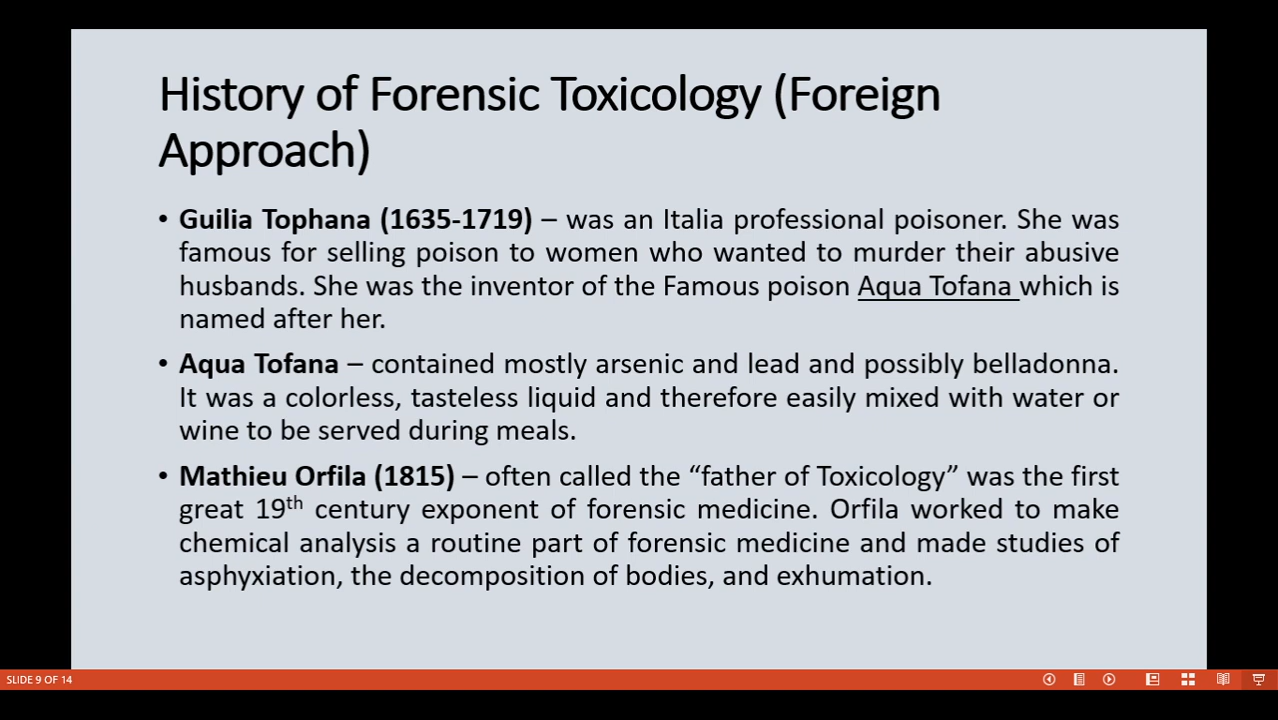 History of Forensic Toxicology (Foreign
Approach)
• Guilia Tophana (1635-1719) – was an Italia professional poisoner. She was
famous for selling poison to women who wanted to murder their abusive
husbands. She was the inventor of the Famous poison Aqua Tofana which is
named after her.
• Aqua Tofana – contained mostly arsenic and lead and possibly belladonna.
It was a colorless, tasteless liquid and therefore easily mixed with water or
wine to be served during meals.
• Mathieu Orfila (1815) – often called the “father of Toxicology” was the first
great 19th century exponent of forensic medicine. Orfila worked to make
chemical analysis a routine part of forensic medicine and made studies of
asphyxiation, the decomposition of bodies, and exhumation.
SLIDE 9 OF 14